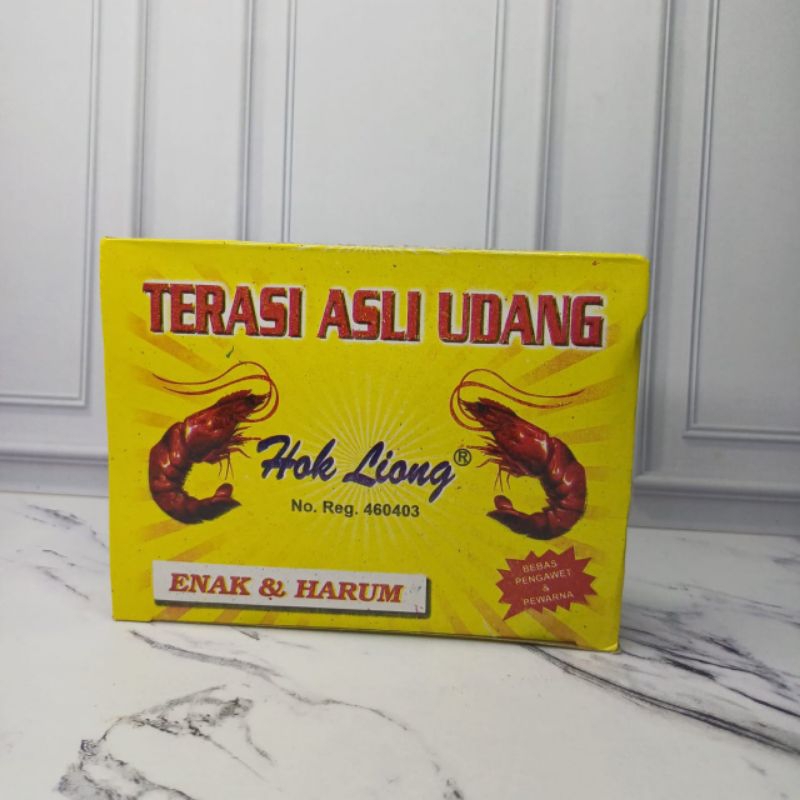 TERASI ASLI UDANG
Hok Liong®
No. Reg. 460403
ENAK & HARUM
BEBAS
PENGAWET
&
PEWARNA